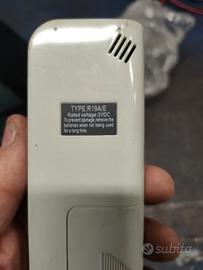 TYPE:R19A/E
Rated voltage:3VDC
To prevent damage,remove the
batteries when not being used
for a long time.
subito